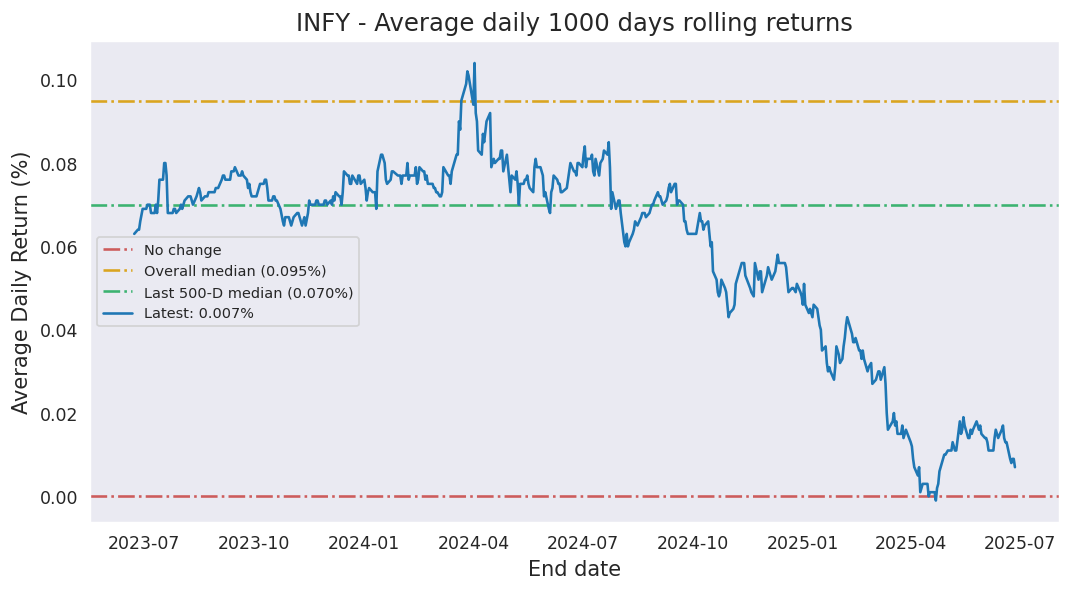 INFY - Average daily 1000 days rolling returns
Average Daily Return (%)
0.10
0.08
0.06
0.04
0.02
0.00
No change
Overall median (0.095%)
Last 500-D median (0.070%)
Latest: 0.007%
2023-07 2023-10 2024-01 2024-04 2024-07 2024-10 2025-01 2025-04 2025-07
End date